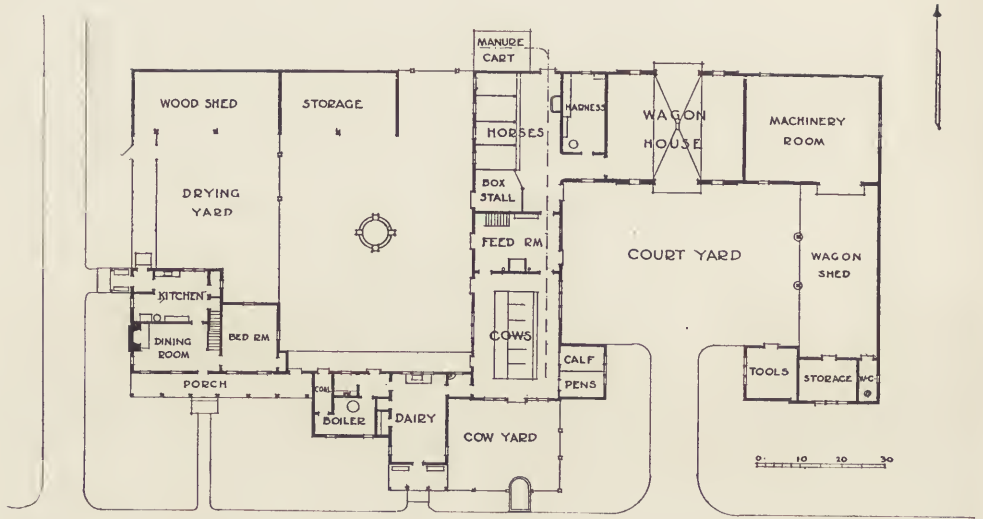 MANURE
CART
WOOD SHED
STORAGE
HORSES
HARNESS
WAGON
HOUSE
MACHINERY
ROOM
BOX
STALL
DRYING
YARD
FEED RM
COURT YARD
WAGON
SHED
KITCHEN
DINING
ROOM
BED RM
COWS
CALF
PENS
TOOLS
STORAGE
W.C.
PORCH
COAL
BOILER
DAIRY
COW YARD
0 10 20 30